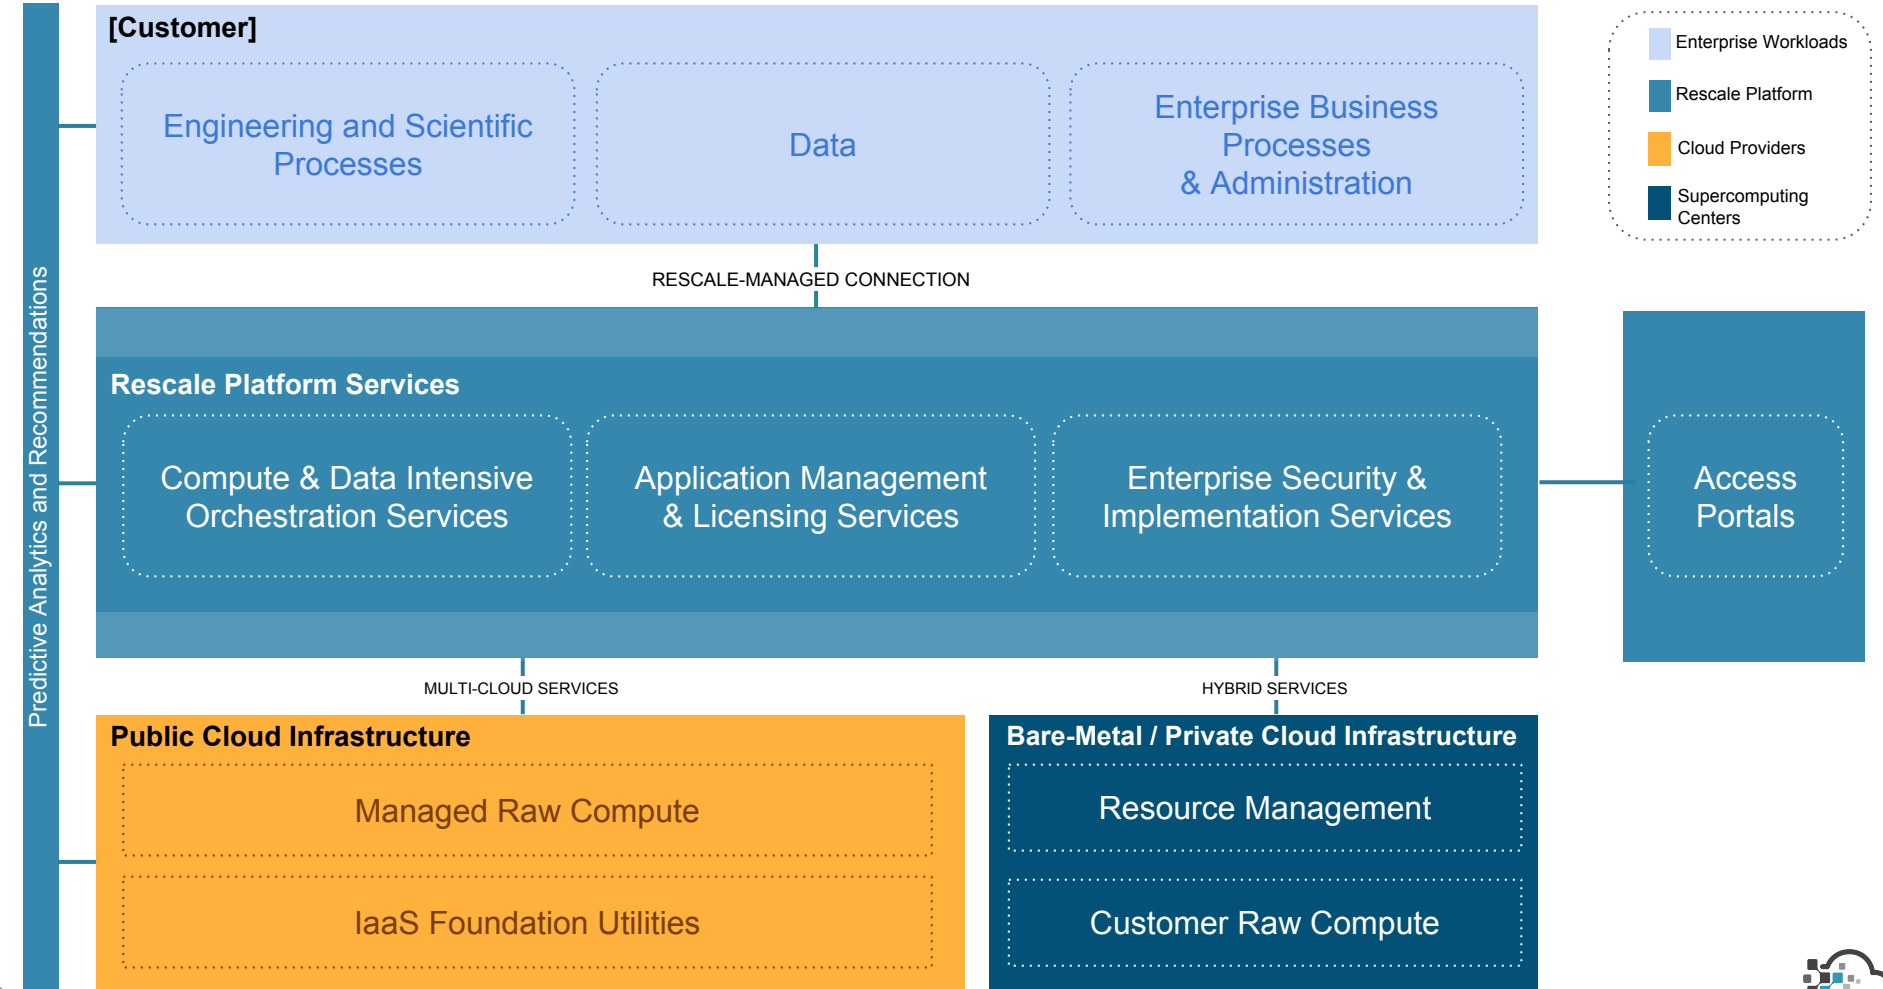 [Customer]
Engineering and Scientific
Processes
Data
Enterprise Business
Processes
& Administration
Enterprise Workloads
Rescale Platform
Cloud Providers
Supercomputing
Centers
RESCALE-MANAGED CONNECTION
Predictive Analytics and Recommendations
Rescale Platform Services
Compute & Data Intensive
Orchestration Services
Application Management
& Licensing Services
Enterprise Security &
Implementation Services
Access
Portals
MULTI-CLOUD SERVICES
HYBRID SERVICES
Public Cloud Infrastructure
Managed Raw Compute
IaaS Foundation Utilities
Bare-Metal / Private Cloud Infrastructure
Resource Management
Customer Raw Compute